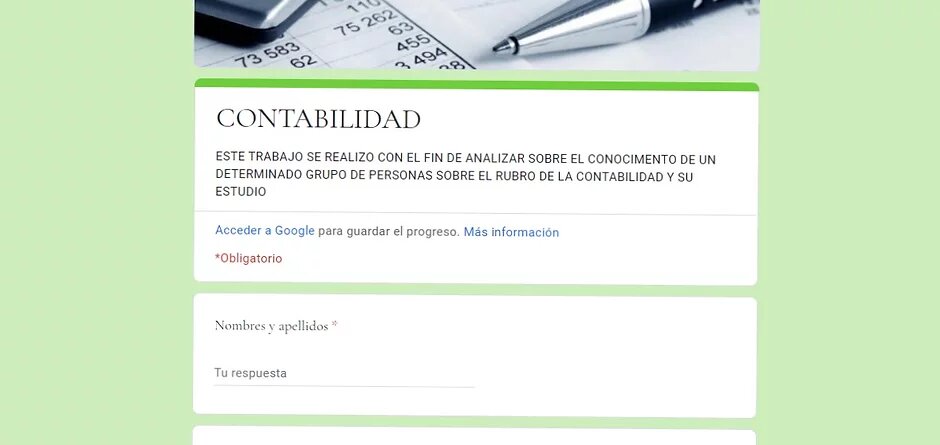 110
75 262
364
73 583
455
62
3 494
63
62
CONTABILIDAD
ESTE TRABAJO SE REALIZO CON EL FIN DE ANALIZAR SOBRE EL CONOCIMENTO DE UN
DETERMINADO GRUPO DE PERSONAS SOBRE EL RUBRO DE LA CONTABILIDAD Y SU
ESTUDIO
Acceder a Google para guardar el progreso. Más información
*Obligatorio
Nombres y apellidos *
Tu respuesta